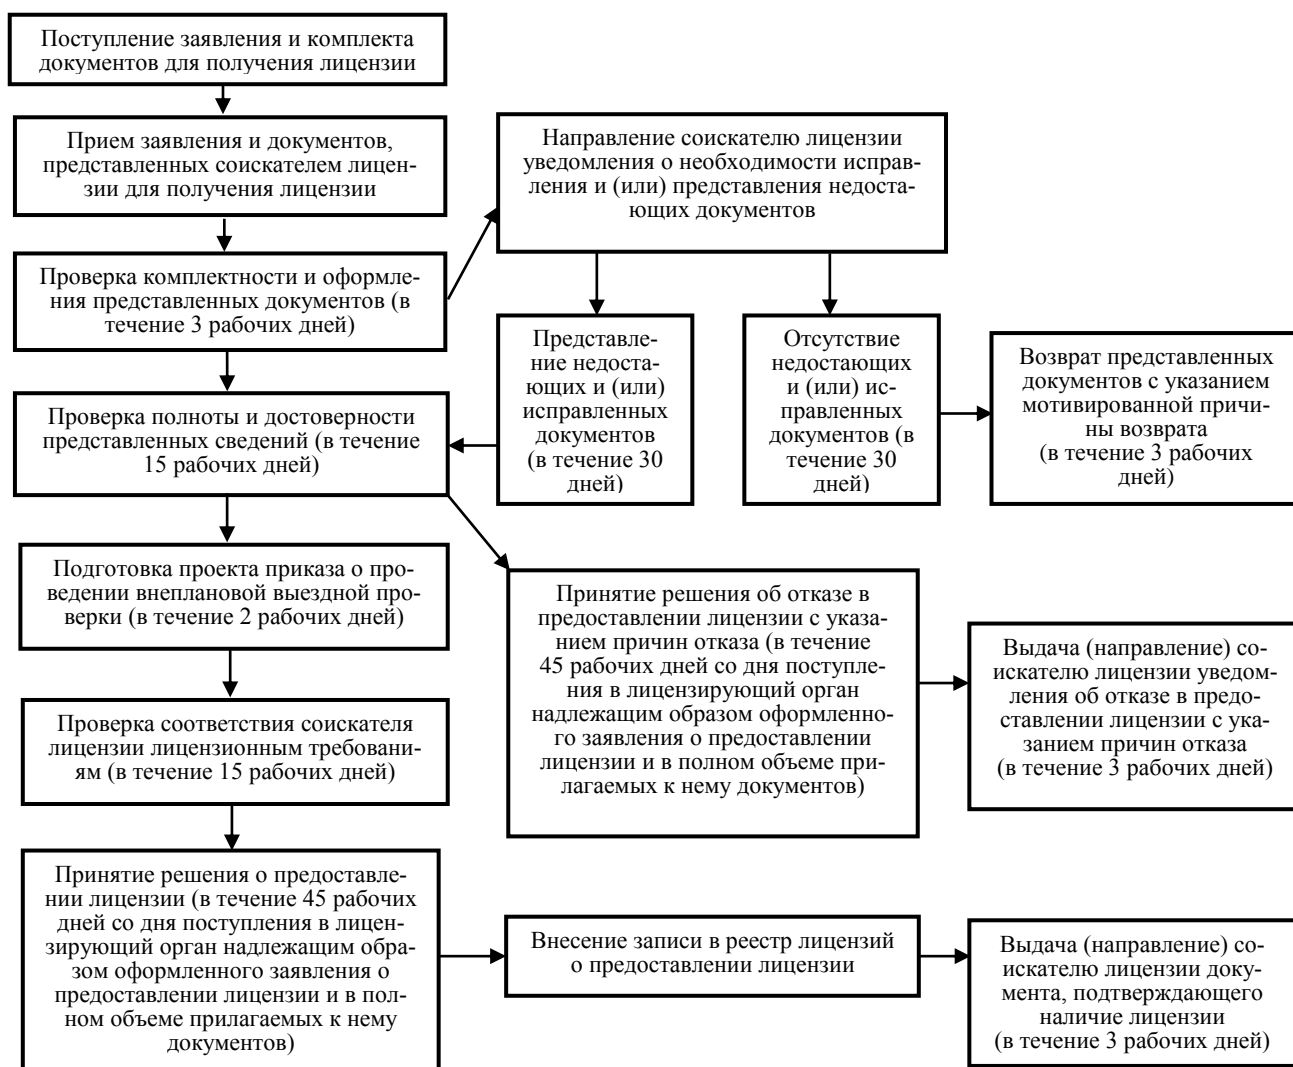 Поступление заявления и комплекта
документов для получения лицензии
Прием заявления и документов,
представленных соискателем лицен-
зии для получения лицензии
Направление соискателю лицензии
уведомления о необходимости исправ-
ления и (или) представления недоста-
ющих документов
Проверка комплектности и оформле-
ния представленных документов (в
течение 3 рабочих дней)
Представле-
ние недоста-
ющих и (или)
исправленных
документов
(в течение 30
дней)
Отсутствие
недостающих
и (или) ис-
правленных
документов (в
течение 30
дней)
Возврат представленных
документов с указанием
мотивированной причи-
ны возврата
(в течение 3 рабочих
дней)
Проверка полноты и достоверности
представленных сведений (в течение
15 рабочих дней)
Подготовка проекта приказа о про-
ведении внеплановой выездной про-
верки (в течение 2 рабочих дней)
Принятие решения об отказе в
предоставлении лицензии с указа-
нием причин отказа (в течение
45 рабочих дней со дня поступле-
ния в лицензирующий орган
надлежащим образом оформленно-
го заявления о предоставлении
лицензии и в полном объеме при-
лагаемых к нему документов)
Выдача (направление) со-
искателю лицензии уведом-
ления об отказе в предо-
ставлении лицензии с ука-
занием причин отказа
(в течение 3 рабочих дней)
Проверка соответствия соискателя
лицензии лицензионным требовани-
ям (в течение 15 рабочих дней)
Принятие решения о предоставле-
нии лицензии (в течение 45 рабочих
дней со дня поступления в лицен-
зирующий орган надлежащим обра-
зом оформленного заявления о
предоставлении лицензии и в пол-
ном объеме прилагаемых к нему
документов)
Внесение записи в реестр лицензий
о предоставлении лицензии
Выдача (направление) со-
искателю лицензии доку-
мента, подтверждающего
наличие лицензии
(в течение 3 рабочих дней)